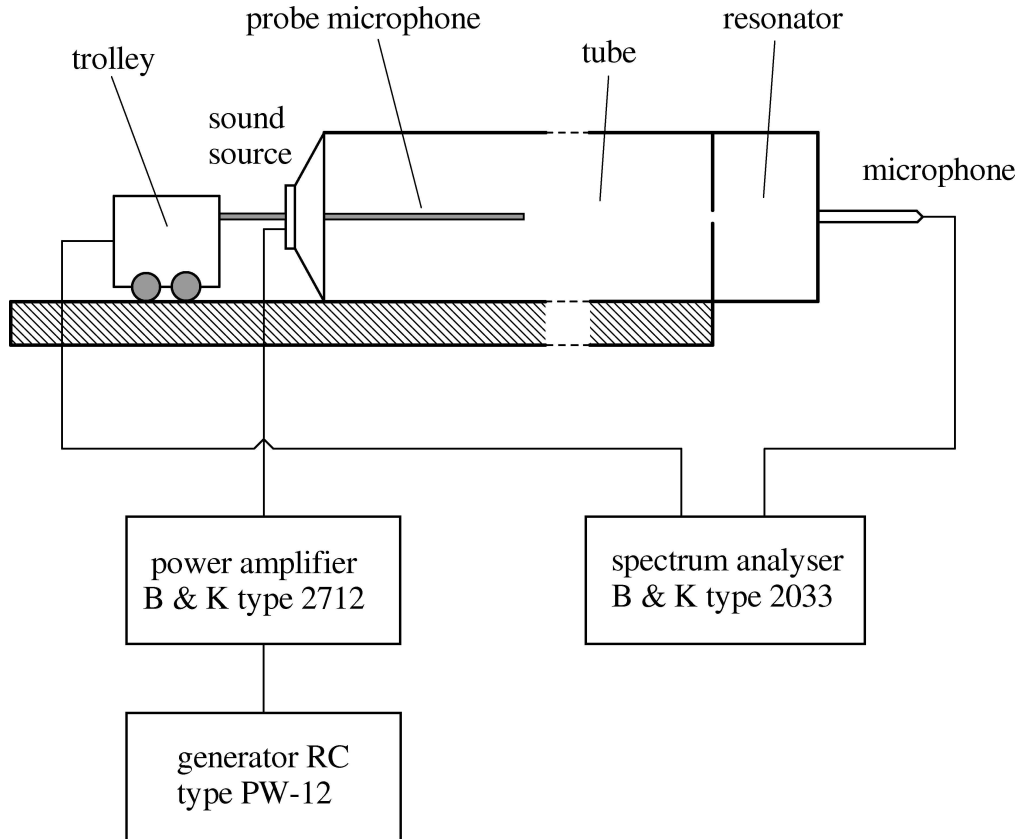 probe microphone
resonator
trolley
tube
sound
source
microphone
power amplifier
B & K type 2712
spectrum analyser
B & K type 2033
generator RC
type PW-12